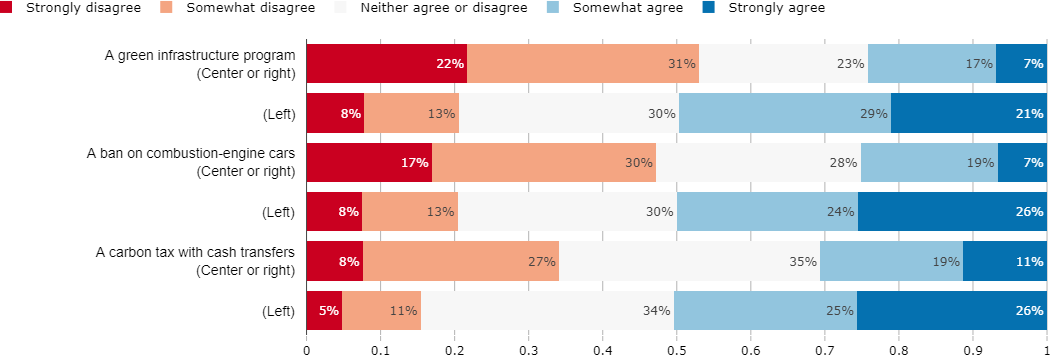 Strongly disagree Somewhat disagree Neither agree or disagree Somewhat agree Strongly agree
A green infrastructure program
(Center or right)
22% 31% 23% 17% 7%
(Left)
8% 13% 30% 29% 21%
A ban on combustion-engine cars
(Center or right)
17% 30% 28% 19% 7%
(Left)
8% 13% 30% 24% 26%
A carbon tax with cash transfers
(Center or right)
8% 27% 35% 19% 11%
(Left)
5% 11% 34% 25% 26%
0 0.1 0.2 0.3 0.4 0.5 0.6 0.7 0.8 0.9 1